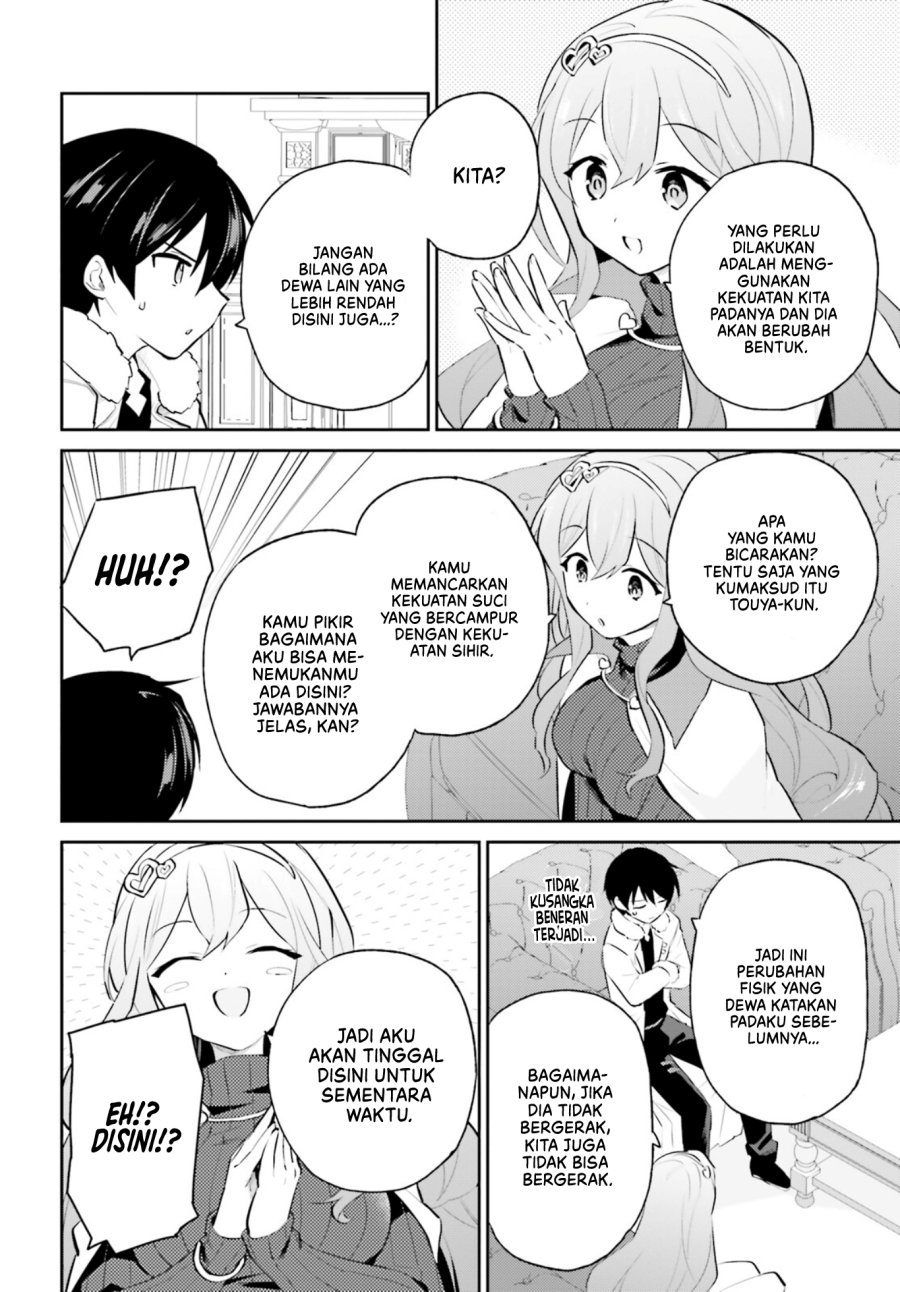 YANG PERLU
DILAKUKAN
ADALAH MENG-
GUNAKAN
KEKUATAN KITA
PADANYA DAN DIA
AKAN BERUBAH
BENTUK.
KITA?
JANGAN
BILANG ADA
DEWA LAIN YANG
LEBIH RENDAH
DISINI JUGA...?
APA
YANG KAMU
BICARAKAN?
TENTU SAJA YANG
KUMAKSUD ITU
TOUYA-KUN.
KAMU
MEMANCARKAN
KEKUATAN SUCI
YANG BERCAMPUR
DENGAN KEKU-
ATAN SIHIR.
KAMU PIKIR
BAGAIMANA
AKU BISA ME-
NEMUKANMU
ADA DISINI?
JAWABANNYA
JELAS, KAN?
HUH!?
JADI INI
PERUBAHAN
FISIK YANG
DEWA KATAKAN
PADAKU SEBE-
LUMNYA...
TIDAK
KUSANGKA
BENERAN
TERJADI...
BAGAIMA-
NAPUN, JIKA
DIA TIDAK
BERGERAK,
KITA JUGA
TIDAK BISA
BERGERAK.
JADI AKU
AKAN TINGGAL
DISINI UNTUK
SEMENTARA
WAKTU.
EH!?
DISINI!?